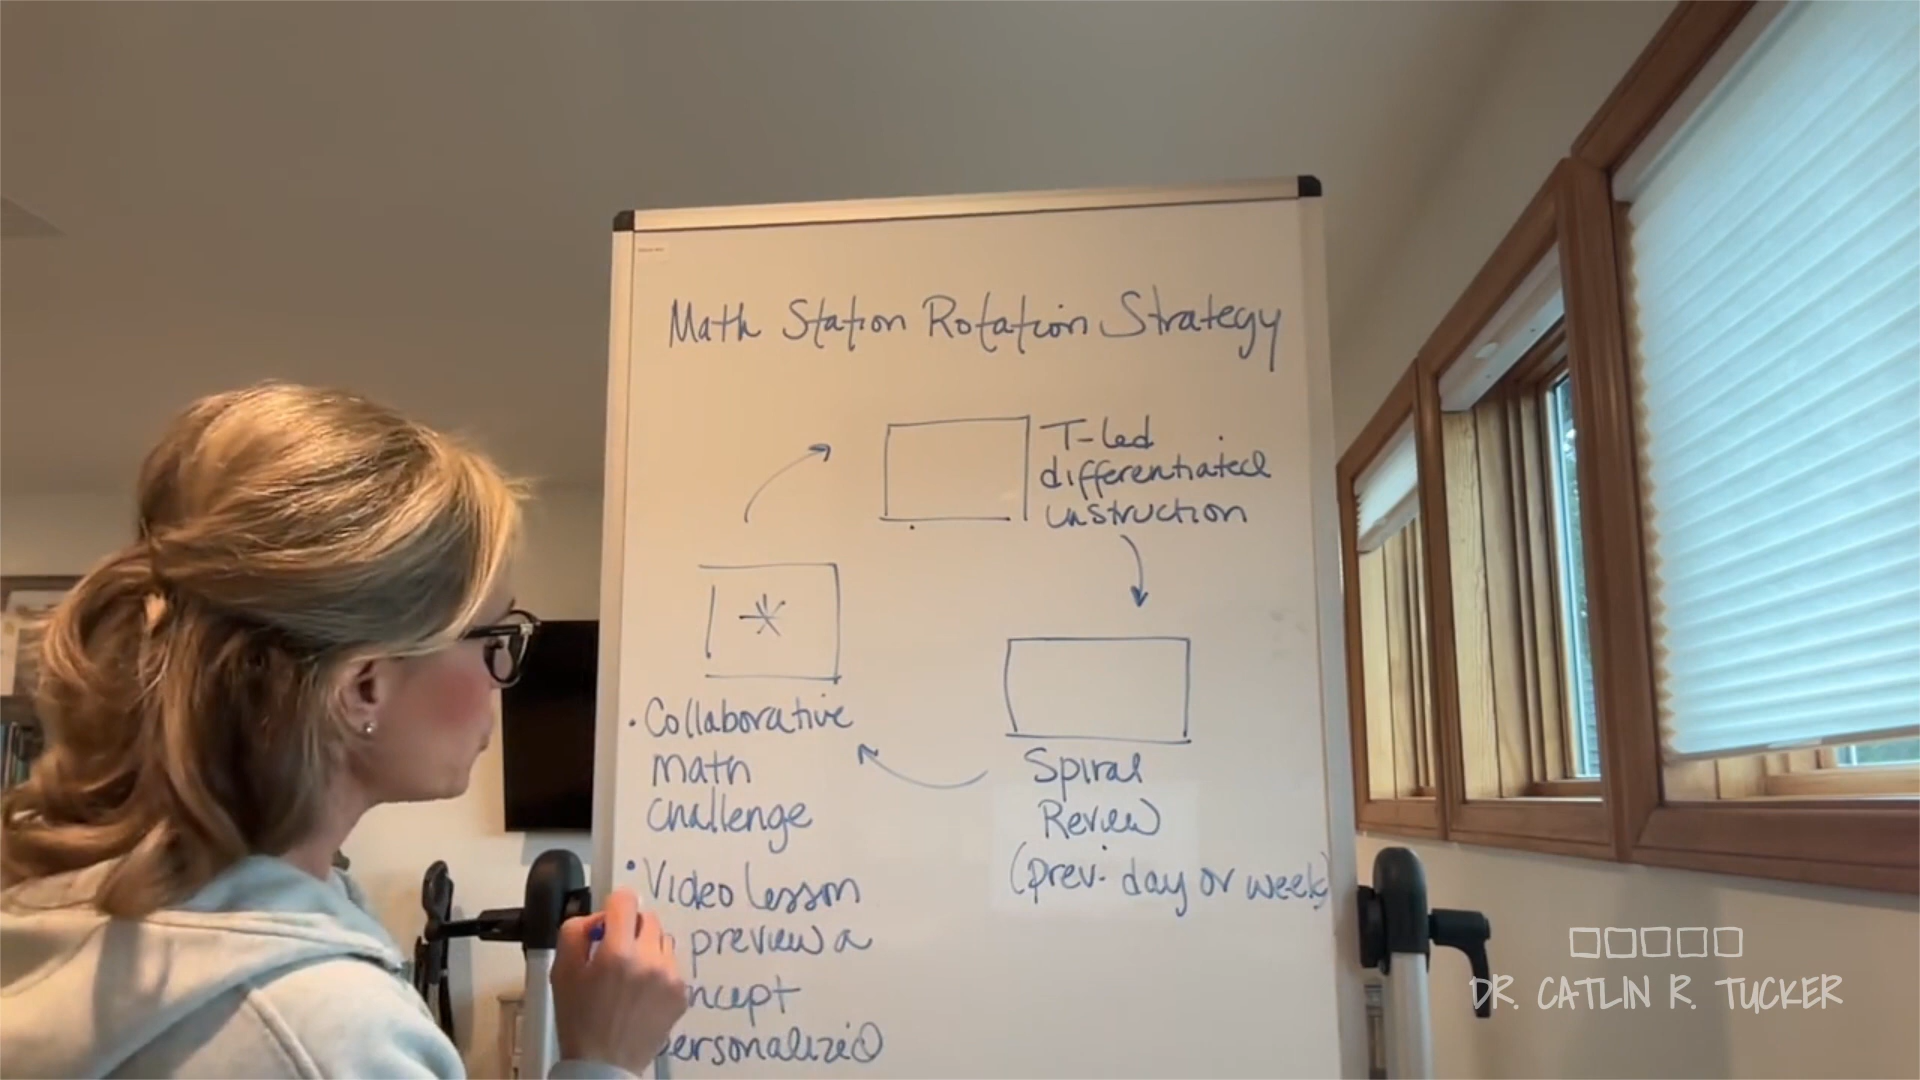 Math Station Rotation Strategy
T-led
differentiated
instruction
• Collaborative
math
challenge
• Video lesson
preview a
personalized
Spiral
Review
(prev. day or week)
DR. CATLIN R. TUCKER